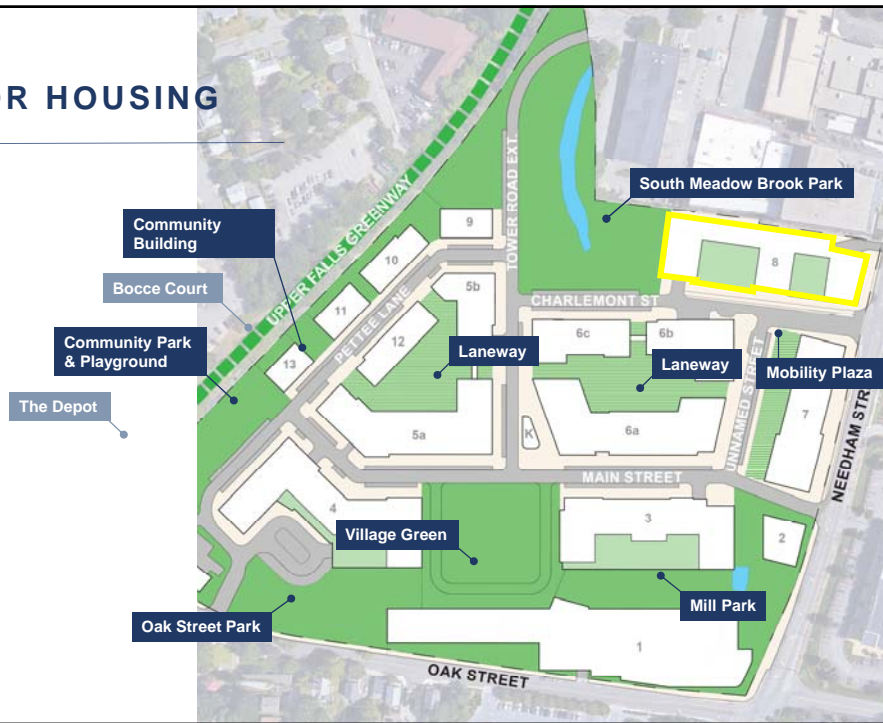 OR HOUSING
South Meadow Brook Park
Community
Building
Bocce Court
Community Park
& Playground
The Depot
UPPER FALLS GREENWAY
TOWER ROAD EXT.
9
10
11
13
PETTEE LANE
12
5b
Laneway
5a
CHARLEMONT ST
8
6c
6b
Laneway
6a
K
UNNAMED STREET
Mobility Plaza
7
NEEDHAM STR
MAIN STREET
4
Village Green
3
2
Mill Park
Oak Street Park
1
OAK STREET